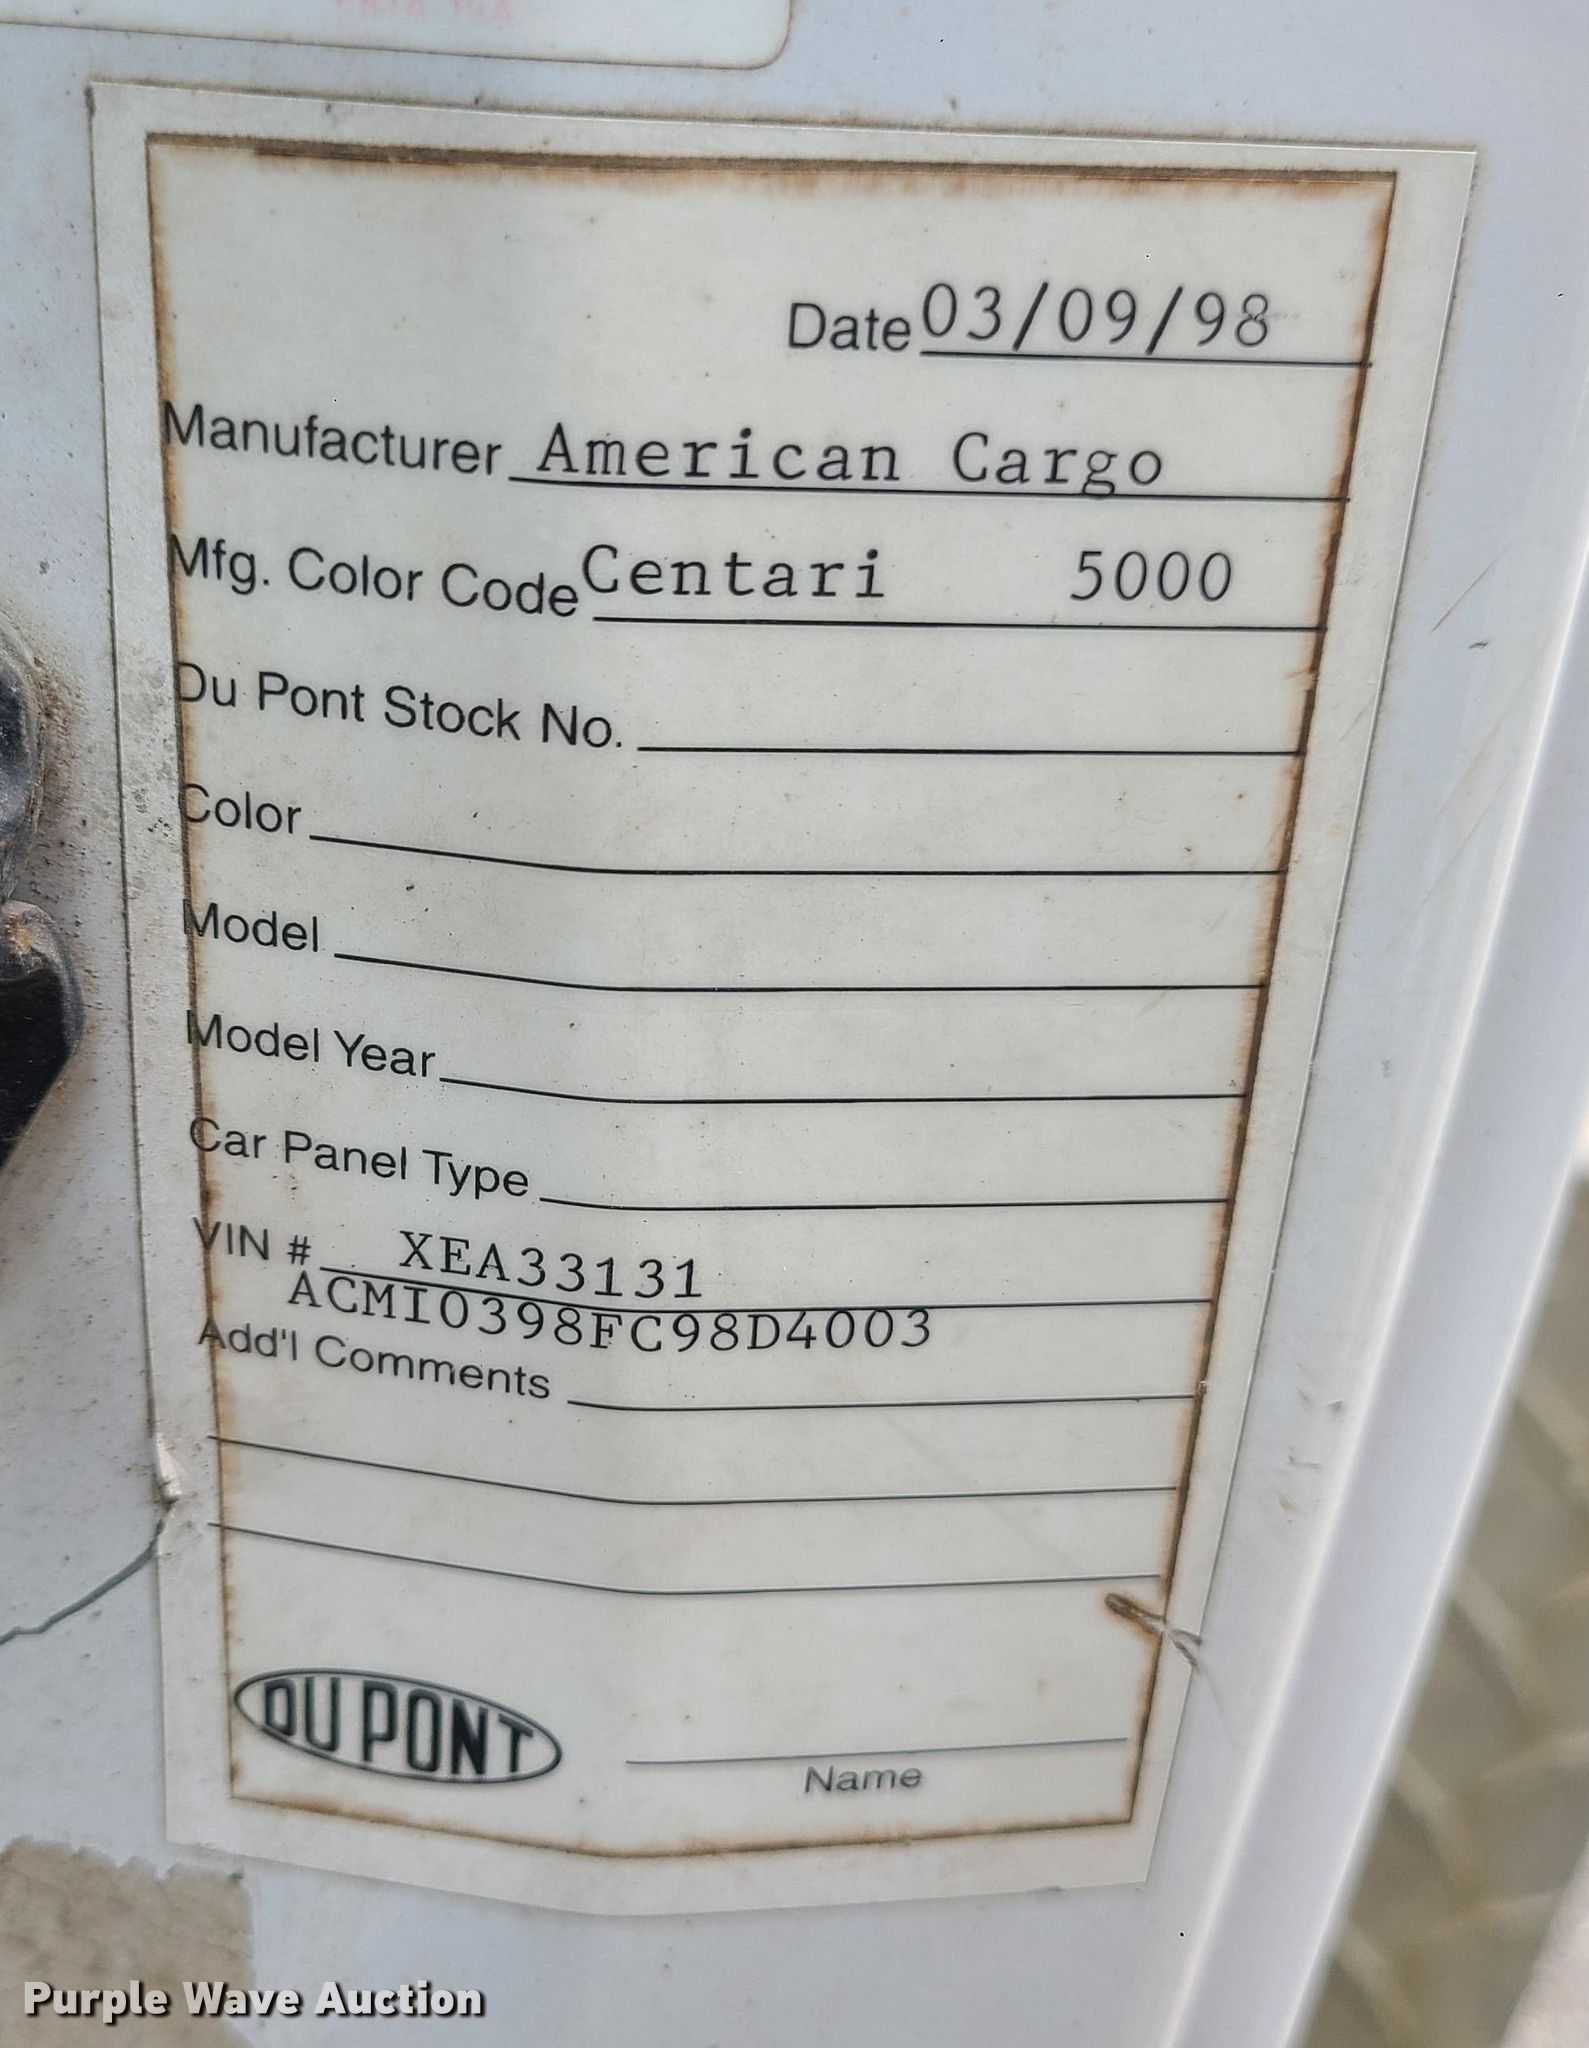 Date 03/09/98
Manufacturer American Cargo
Mfg. Color Code Centari 5000
Du Pont Stock No.
Color
Model
Model Year
Car Panel Type
VIN # XEA33131
ACMI0398FC98D4003
Add'l Comments
DU PONT
Name
Purple Wave Auction